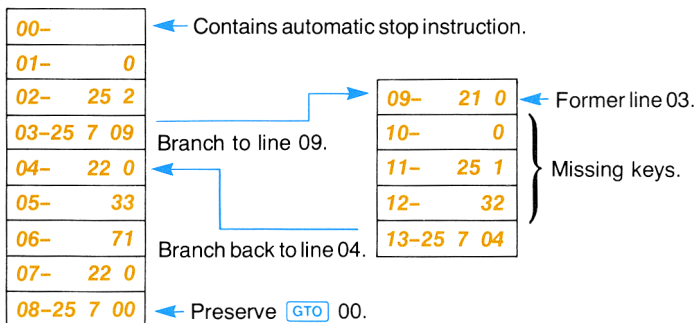 00- Contains automatic stop instruction.
01- 0
02- 25 2
03-25 7 09
Branch to line 09.
04- 22 0
05- 33
06- 71
Branch back to line 04.
07- 22 0
08-25 7 00 Preserve GTO 00.
09- 21 0 Former line 03.
10- 0
11- 25 1
Missing keys.
12- 32
13-25 7 04